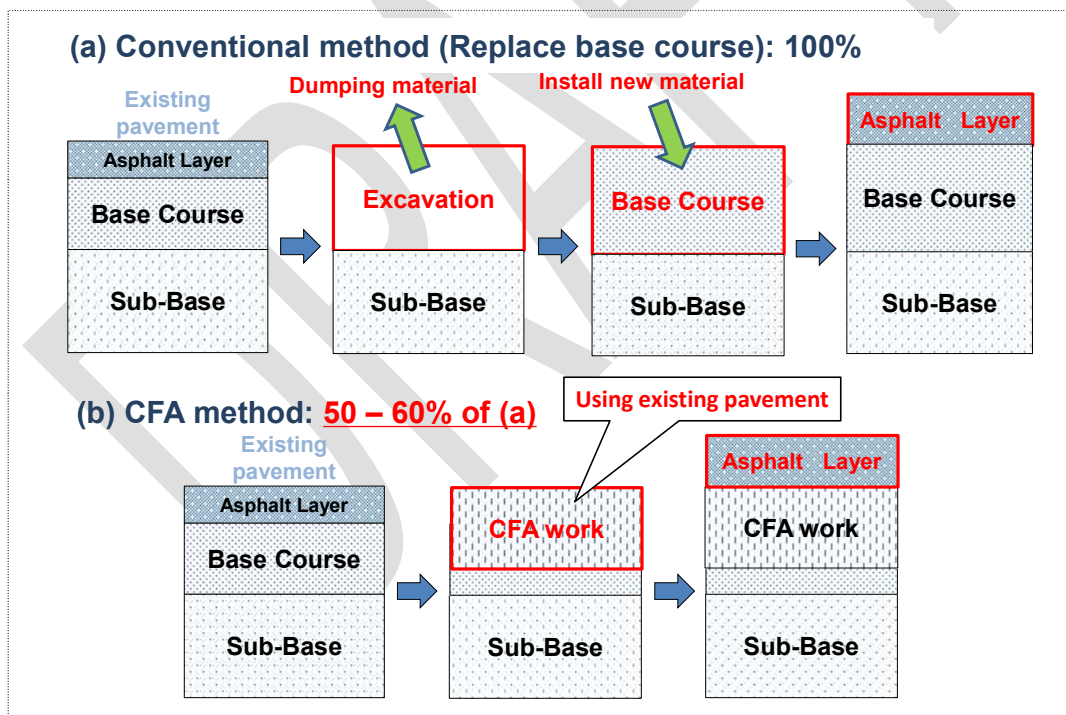 (a) Conventional method (Replace base course): 100%
Dumping material
Install new material
Existing
pavement
Asphalt Layer
Base Course
Sub-Base
Excavation
Sub-Base
Base Course
Sub-Base
Asphalt Layer
Base Course
Sub-Base
(b) CFA method: 50 – 60% of (a)
Using existing pavement
Existing
pavement
Asphalt Layer
Base Course
Sub-Base
CFA work
Sub-Base
Asphalt Layer
CFA work
Sub-Base